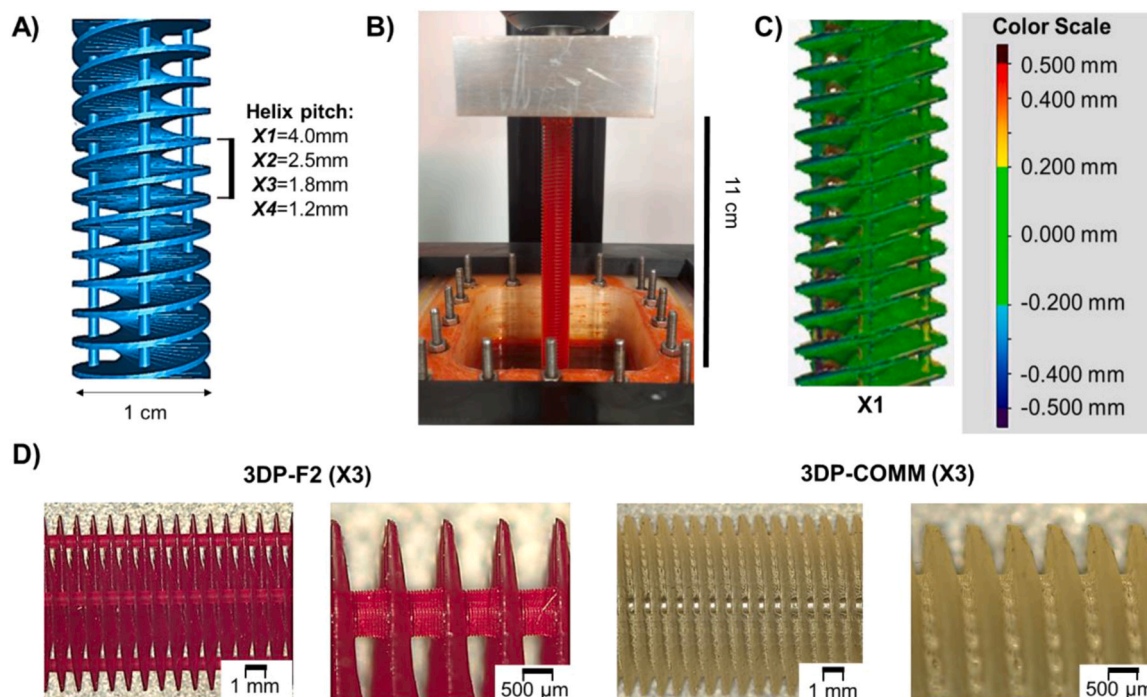 A)
Helix pitch:
X1=4.0mm
X2=2.5mm
X3=1.8mm
X4=1.2mm
1 cm
B)
11 cm
C)
X1
Color Scale
0.500 mm
0.400 mm
0.200 mm
0.000 mm
-0.200 mm
-0.400 mm
-0.500 mm
D)
3DP-F2 (X3)
1 mm
500 µm
3DP-COMM (X3)
1 mm
500 µm